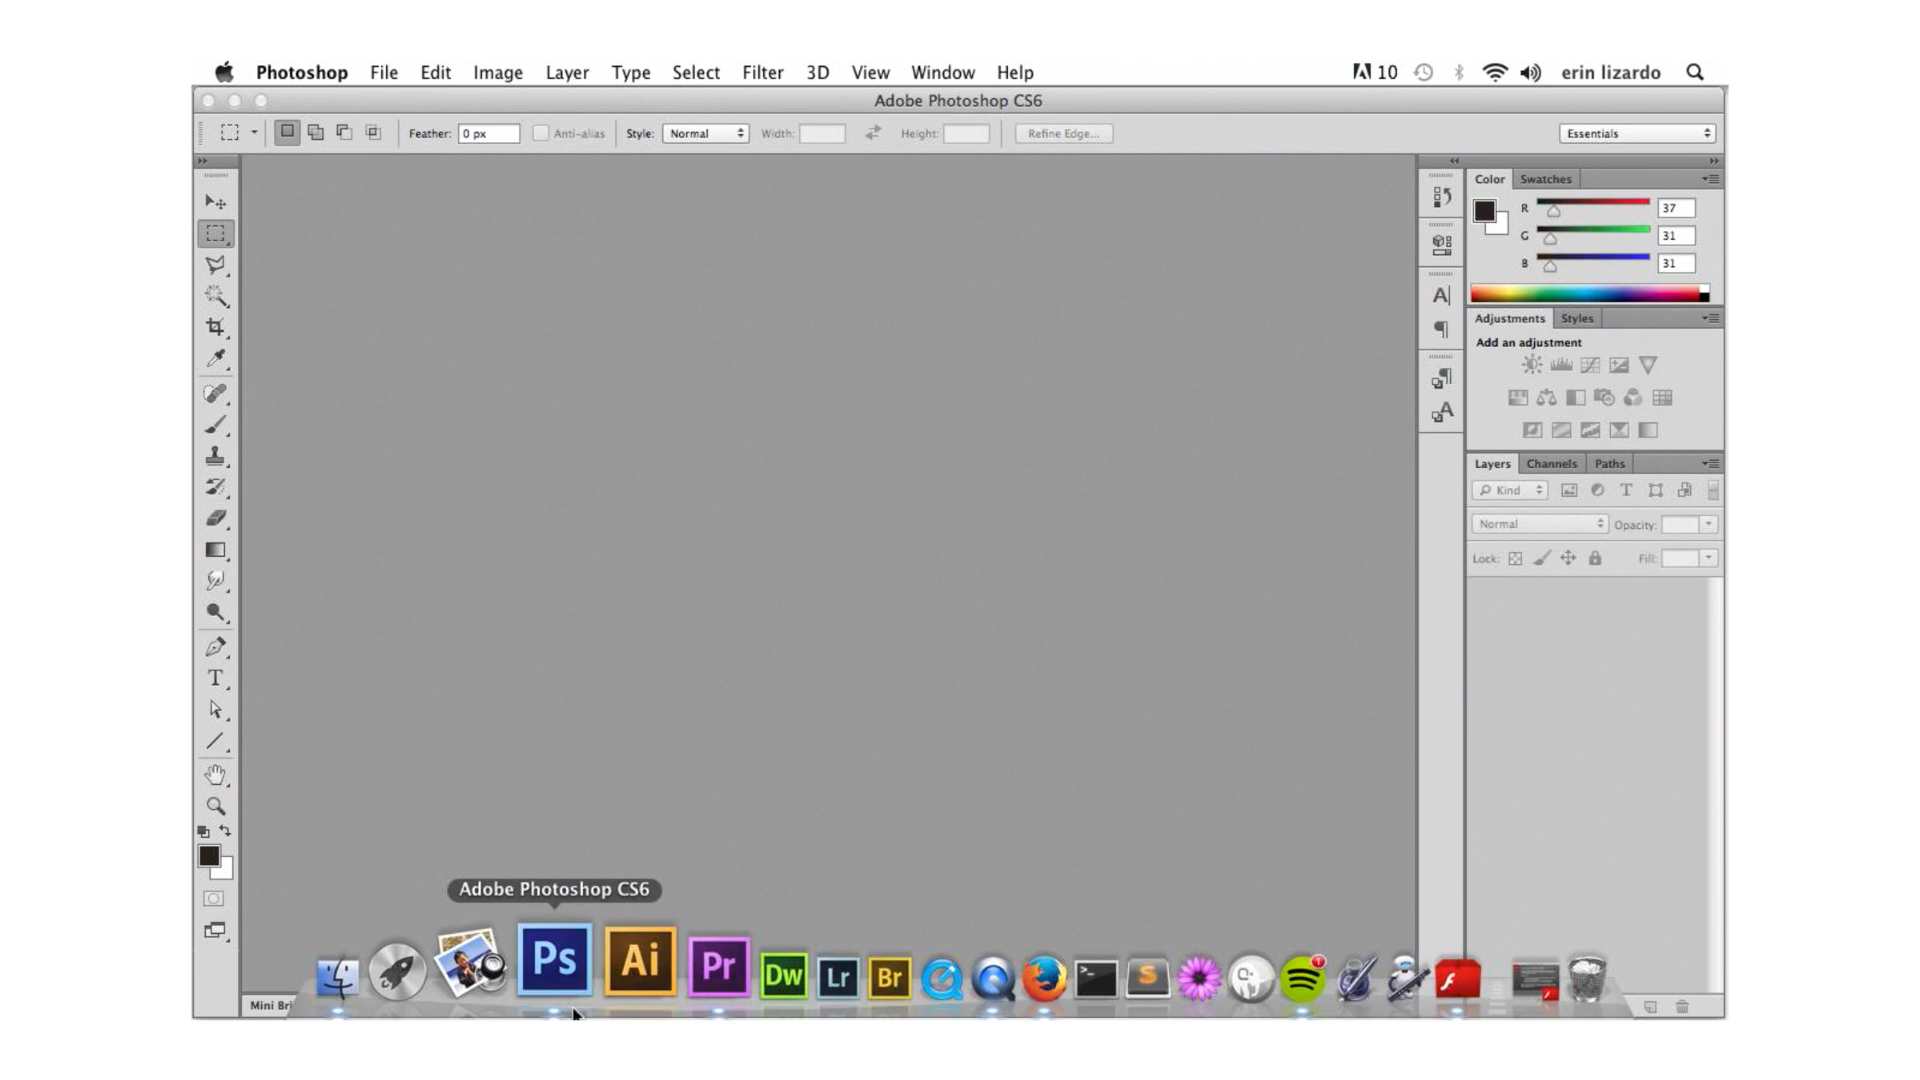 Photoshop File Edit Image Layer Type Select Filter 3D View Window Help 10 erin lizardo
Adobe Photoshop CS6
Feather: 0 px Anti-alias Style: Normal Width: Height: Refine Edge... Essentials
Color Swatches
R 37
G 31
B 31
Adjustments Styles
Add an adjustment
Layers Channels Paths
Kind
Normal Opacity:
Lock: Fill:
Adobe Photoshop CS6
Ps Ai Pr Dw Lr Br
Mini Bri